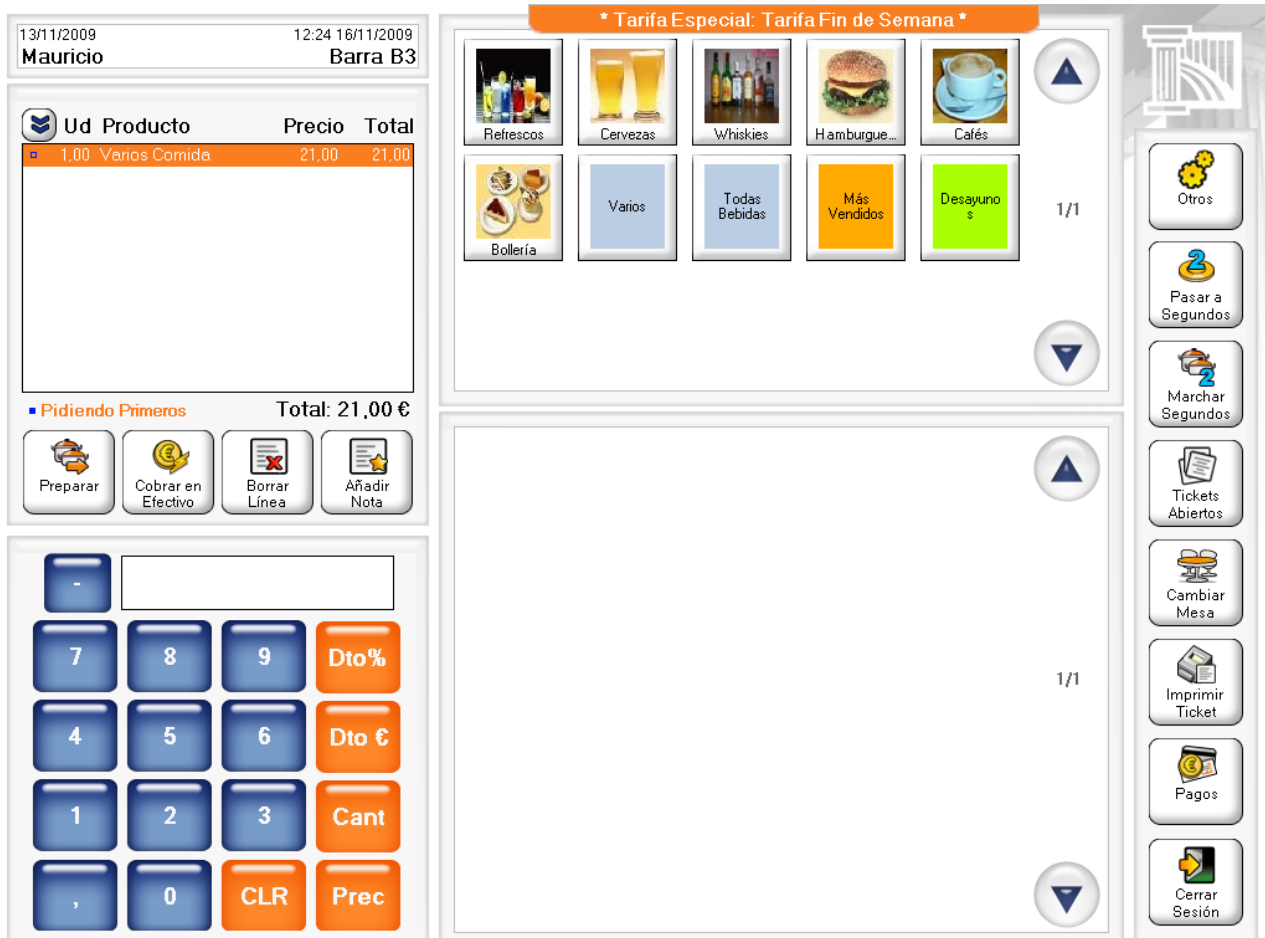 13/11/2009 12:24 16/11/2009
Mauricio Barra B3
Ud Producto Precio Total
1,00 Varios Comida 21,00 21,00
Pidiendo Primeros Total: 21,00 €
Preparar
Cobrar en
Efectivo
Borrar
Línea
Añadir
Nota
-
7 8 9 Dto%
4 5 6 Dto €
1 2 3 Cant
, 0 CLR Prec
* Tarifa Especial: Tarifa Fin de Semana *
Refrescos Cervezas Whiskies Hamburgue... Cafés
Bollería
Varios
Todas
Bebidas
Más
Vendidos
Desayuno
s
1/1
1/1
Otros
2
Pasar a
Segundos
2
Marchar
Segundos
Tickets
Abiertos
Cambiar
Mesa
Imprimir
Ticket
Pagos
Cerrar
Sesión